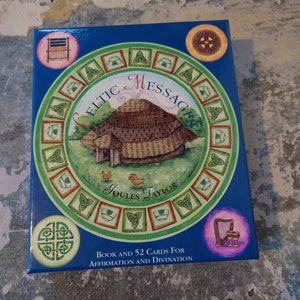 Celtic Messages
Joules Taylor
Book and 52 Cards For
Affirmation and Divination